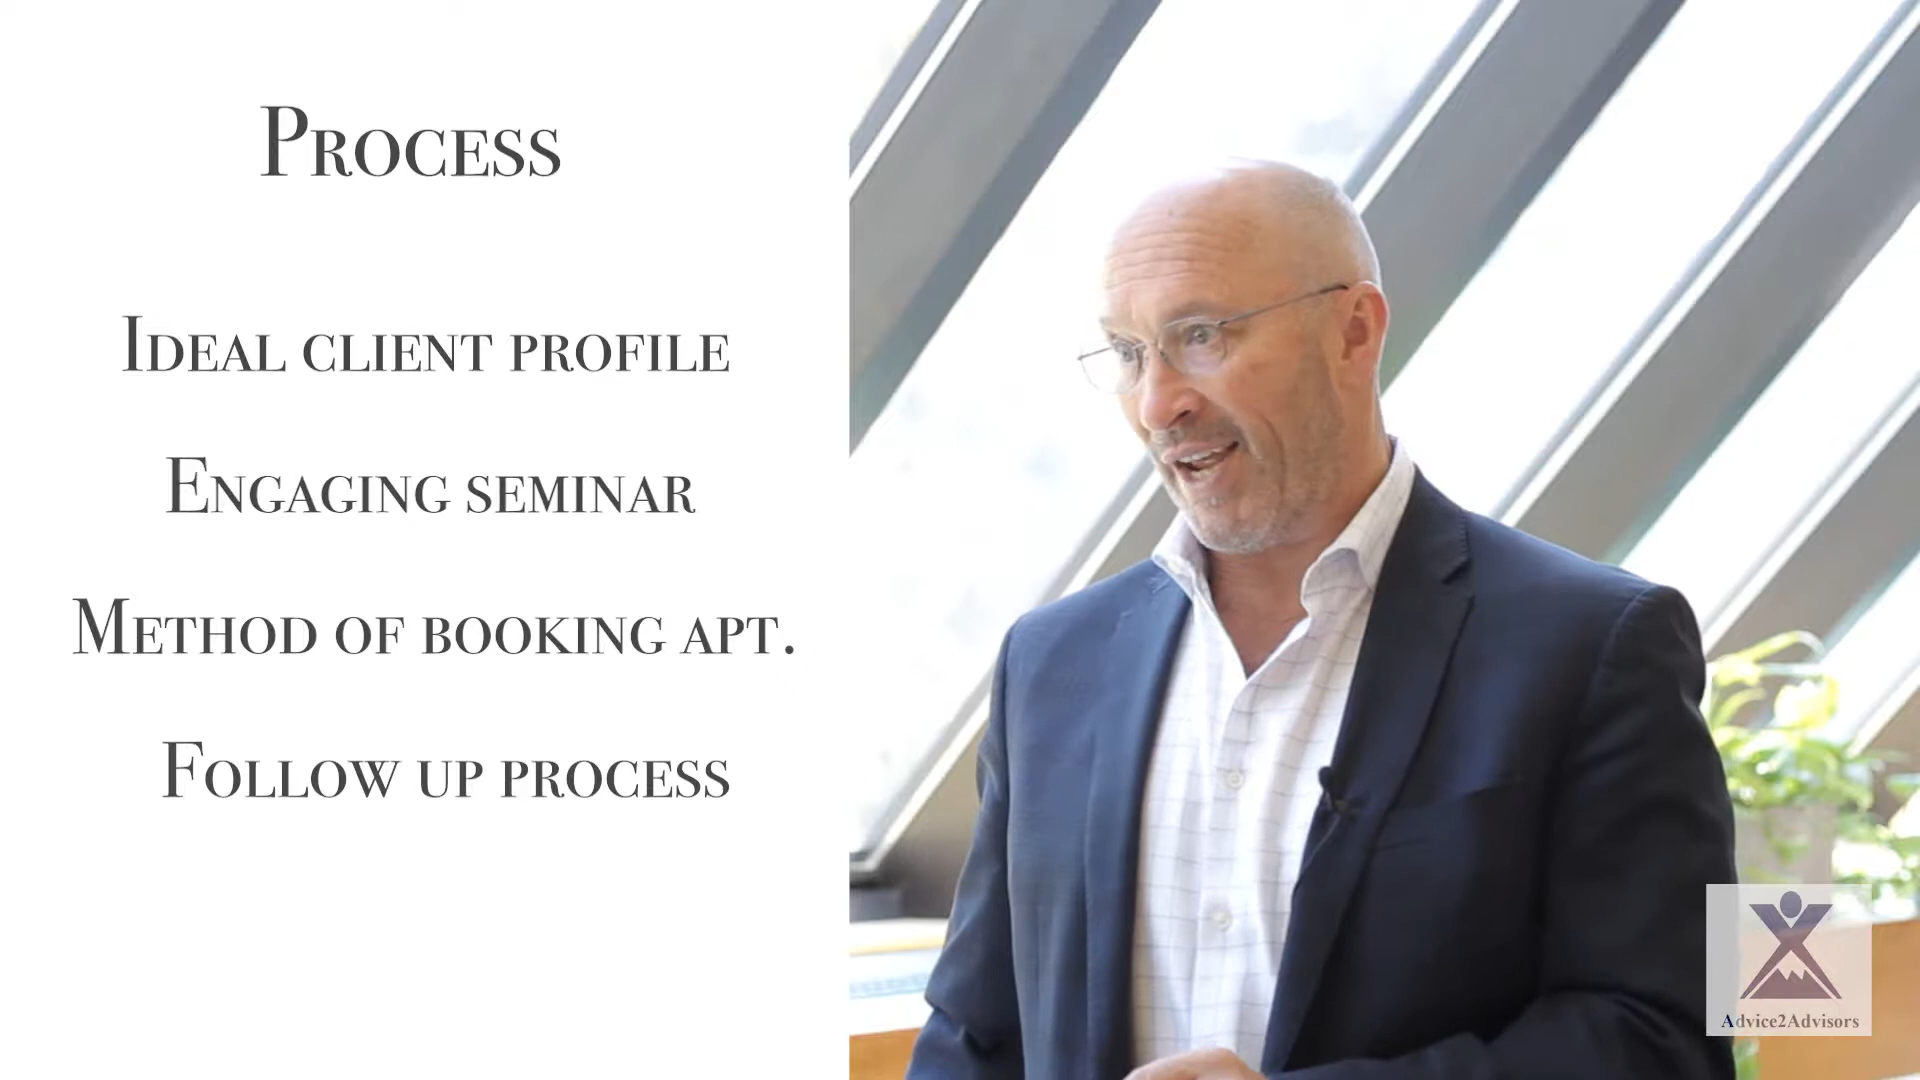 Process
Ideal client profile
Engaging seminar
Method of booking apt.
Follow up process
Advice2Advisors